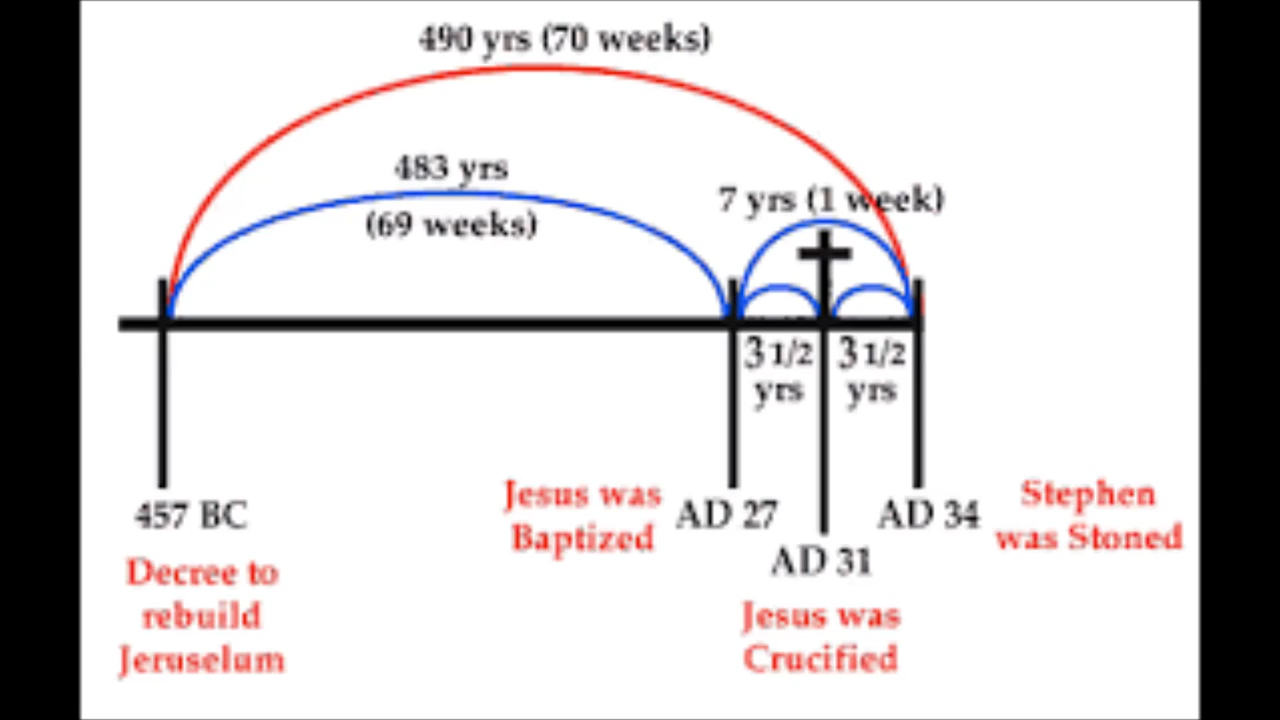 490 yrs (70 weeks)
483 yrs
(69 weeks)
7 yrs (1 week)
3 1/2
yrs
3 1/2
yrs
457 BC
Decree to
rebuild
Jeruselum
Jesus was
Baptized
AD 27
AD 31
Jesus was
Crucified
AD 34
Stephen
was Stoned